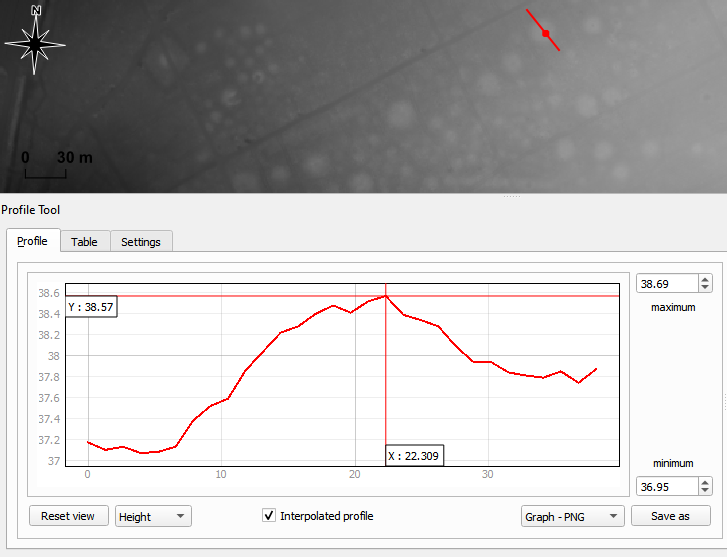 N
0 30 m
Profile Tool
Profile Table Settings
38.6
38.4
38.2
38
37.8
37.6
37.4
37.2
37
Y : 38.57
X : 22.309
0 10 20 30
38.69
maximum
minimum
36.95
Reset view Height Interpolated profile Graph - PNG Save as